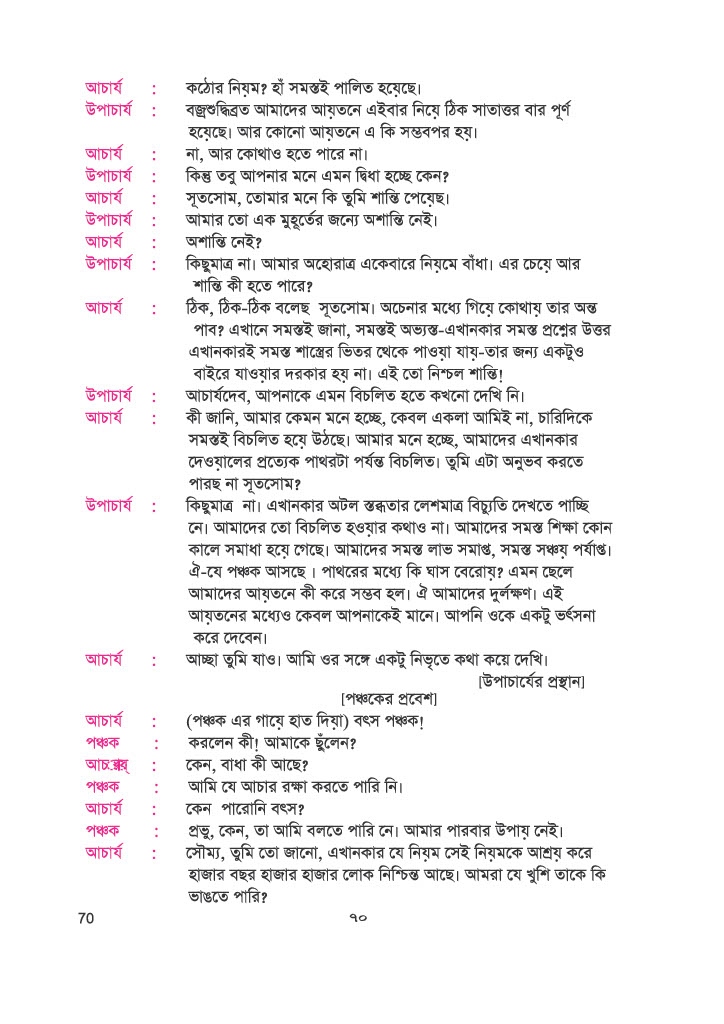 আচার্য : কঠোর নিয়ম? হাঁ সমস্তই পালিত হয়েছে।
উপাচার্য : বজ্রশুদ্ধিব্রত আমাদের আয়তনে এইবার নিয়ে ঠিক সাতাত্তর বার পূর্ণ
হয়েছে। আর কোনো আয়তনে এ কি সম্ভবপর হয়।
আচার্য : না, আর কোথাও হতে পারে না।
উপাচার্য : কিন্তু তবু আপনার মনে এমন দ্বিধা হচ্ছে কেন?
আচার্য : সূতসোম, তোমার মনে কি তুমি শান্তি পেয়েছ।
উপাচার্য : আমার তো এক মুহূর্তের জন্যে অশান্তি নেই।
আচার্য : অশান্তি নেই?
উপাচার্য : কিছুমাত্র না। আমার অহোরাত্র একেবারে নিয়মে বাঁধা। এর চেয়ে আর
শান্তি কী হতে পারে?
আচার্য : ঠিক, ঠিক-ঠিক বলেছ সূতসোম। অচেনার মধ্যে গিয়ে কোথায় তার অন্ত
পাব? এখানে সমস্তই জানা, সমস্তই অভ্যস্ত-এখানকার সমস্ত প্রশ্নের উত্তর
এখানকারই সমস্ত শাস্ত্রের ভিতর থেকে পাওয়া যায়-তার জন্য একটুও
বাইরে যাওয়ার দরকার হয় না। এই তো নিশ্চল শান্তি!
উপাচার্য : আচার্যদেব, আপনাকে এমন বিচলিত হতে কখনো দেখি নি।
আচার্য : কী জানি, আমার কেমন মনে হচ্ছে, কেবল একলা আমিই না, চারিদিকে
সমস্তই বিচলিত হয়ে উঠছে। আমার মনে হচ্ছে, আমাদের এখানকার
দেওয়ালের প্রত্যেক পাথরটা পর্যন্ত বিচলিত। তুমি এটা অনুভব করতে
পারছ না সূতসোম?
উপাচার্য : কিছুমাত্র না। এখানকার অটল স্তব্ধতার লেশমাত্র বিচ্যুতি দেখতে পাচ্ছি
নে। আমাদের তো বিচলিত হওয়ার কথাও না। আমাদের সমস্ত শিক্ষা কোন
কালে সমাধা হয়ে গেছে। আমাদের সমস্ত লাভ সমাপ্ত, সমস্ত সঞ্চয় পর্যাপ্ত।
ঐ-যে পঞ্চক আসছে । পাথরের মধ্যে কি ঘাস বেরোয়? এমন ছেলে
আমাদের আয়তনে কী করে সম্ভব হল। ঐ আমাদের দুর্লক্ষণ। এই
আয়তনের মধ্যেও কেবল আপনাকেই মানে। আপনি ওকে একটু ভর্ৎসনা
করে দেবেন।
আচার্য : আচ্ছা তুমি যাও। আমি ওর সঙ্গে একটু নিভৃতে কথা কয়ে দেখি।
[উপাচার্যের প্রস্থান]
[পঞ্চকের প্রবেশ]
আচার্য : (পঞ্চক এর গায়ে হাত দিয়া) বৎস পঞ্চক!
পঞ্চক : করলেন কী! আমাকে ছুঁলেন?
: কেন, বাধা কী আছে?
পঞ্চক : আমি যে আচার রক্ষা করতে পারি নি।
আচার্য : কেন পারোনি বৎস?
পঞ্চক : প্রভু, কেন, তা আমি বলতে পারি নে। আমার পারবার উপায় নেই।
আচার্য : সৌম্য, তুমি তো জানো, এখানকার যে নিয়ম সেই নিয়মকে আশ্রয় করে
হাজার বছর হাজার হাজার লোক নিশ্চিন্ত আছে। আমরা যে খুশি তাকে কি
ভাঙতে পারি?
70 ৭০